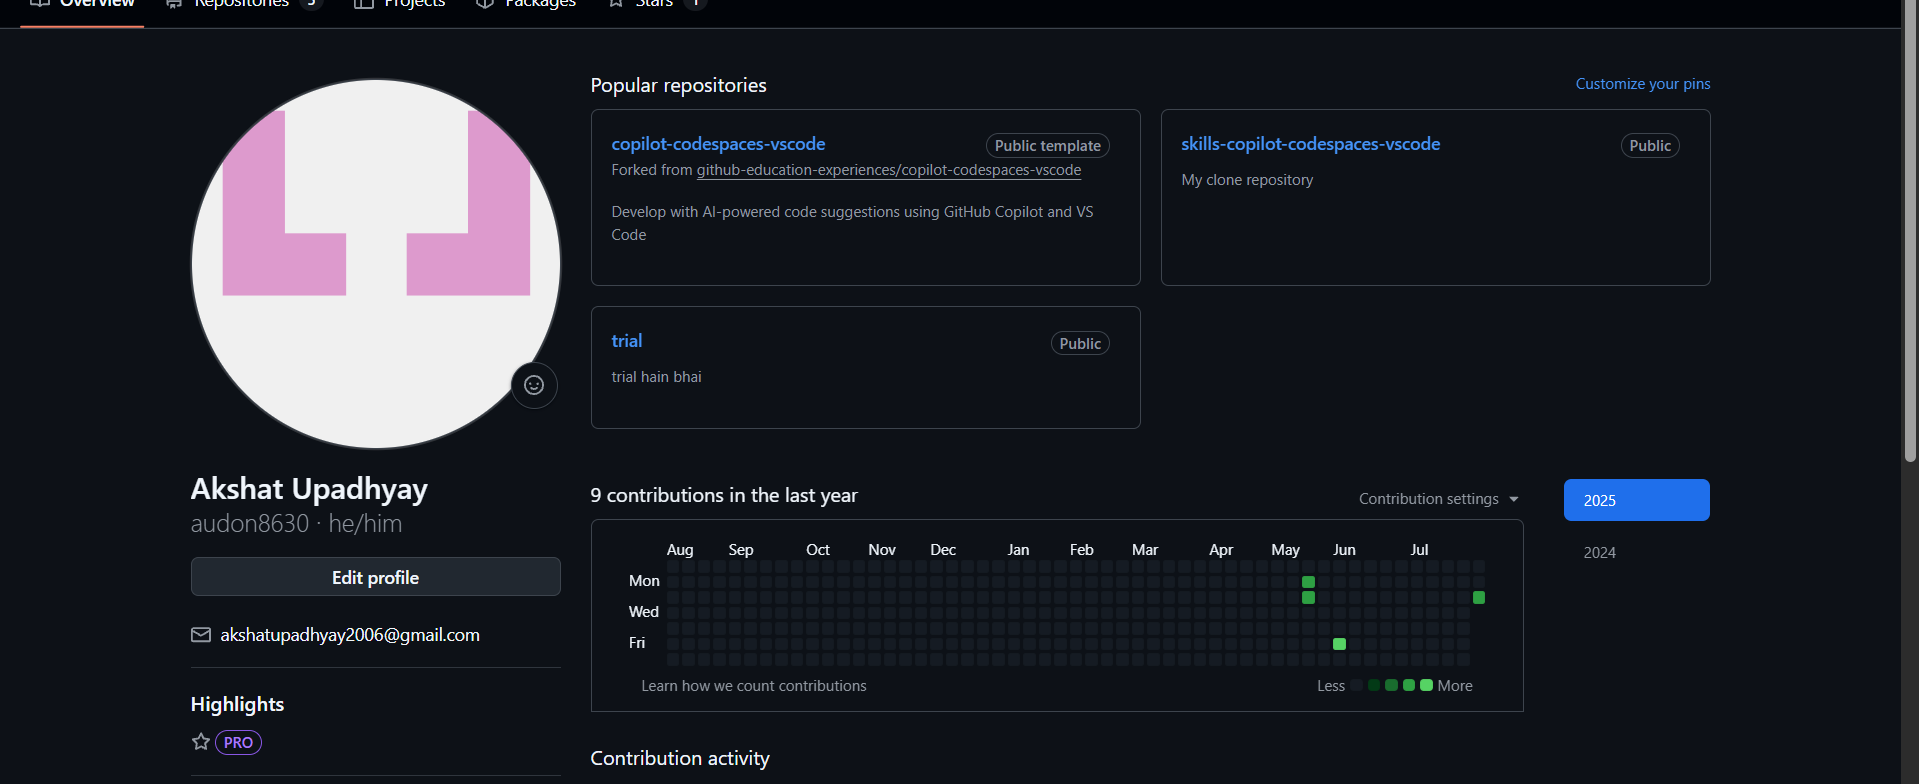 Overview
Repositories 3
Projects
Packages
Stars 1
Popular repositories
Customize your pins
copilot-codespaces-vscode
Public template
Forked from github-education-experiences/copilot-codespaces-vscode
Develop with AI-powered code suggestions using GitHub Copilot and VS
Code
skills-copilot-codespaces-vscode
Public
My clone repository
trial
Public
trial hain bhai
Akshat Upadhyay
audon8630 · he/him
Edit profile
akshatupadhyay2006@gmail.com
Highlights
PRO
9 contributions in the last year
Contribution settings
2025
2024
Aug Sep Oct Nov Dec Jan Feb Mar Apr May Jun Jul
Mon
Wed
Fri
Learn how we count contributions
Less
More
Contribution activity